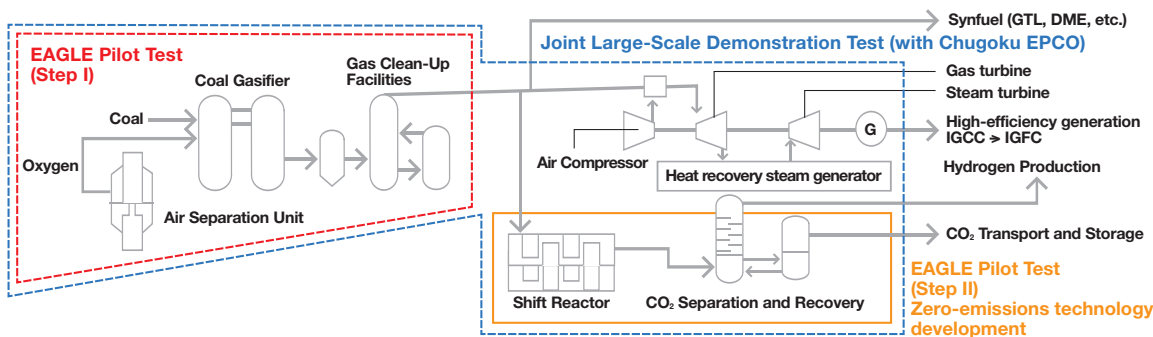 Synfuel (GTL, DME, etc.)
EAGLE Pilot Test
(Step I)
Joint Large-Scale Demonstration Test (with Chugoku EPCO)
Coal Gasifier
Gas Clean-Up
Facilities
Gas turbine
Steam turbine
Coal
G
High-efficiency generation
IGCC ➢ IGFC
Air Compressor
Oxygen
Heat recovery steam generator
Hydrogen Production
Air Separation Unit
CO₂ Transport and Storage
Shift Reactor
CO₂ Separation and Recovery
EAGLE Pilot Test
(Step II)
Zero-emissions technology
development